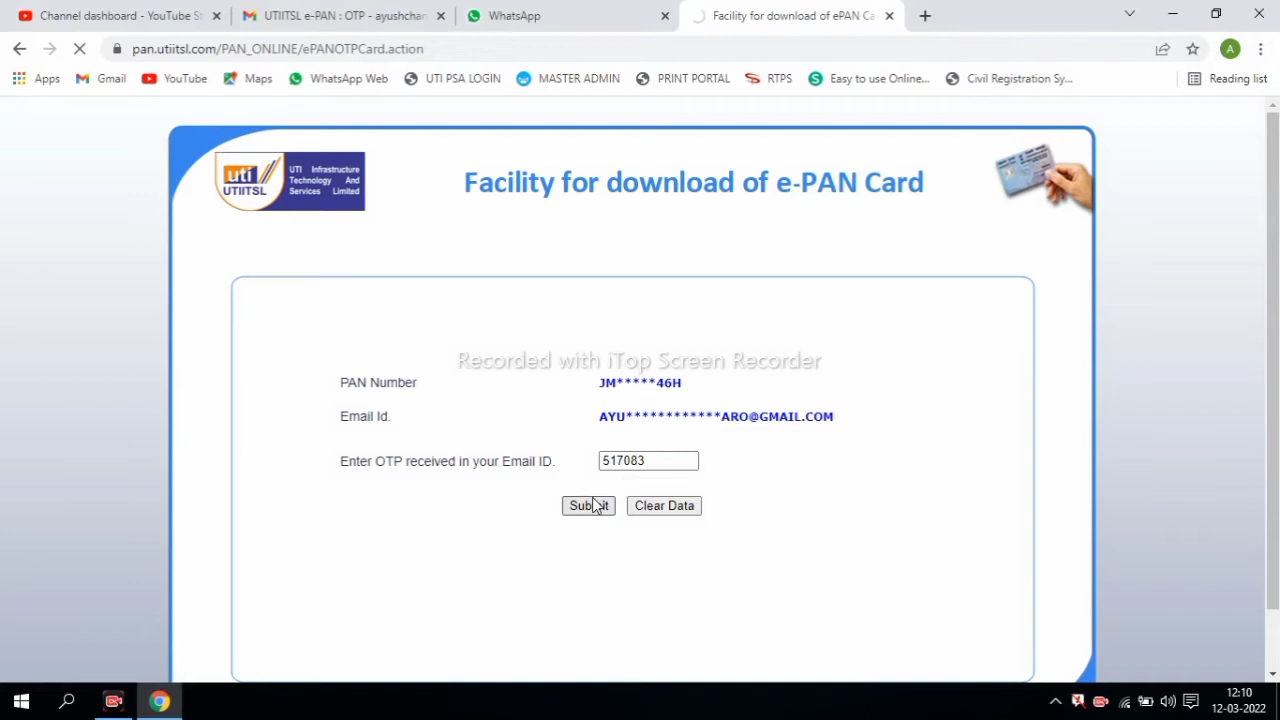 Channel dashboard - YouTube St
UTIITSL e-PAN : OTP - ayushchan
WhatsApp
Facility for download of ePAN Ca
pan.utiitsl.com/PAN_ONLINE/ePANOTPCard.action
A
Apps
Gmail
YouTube
Maps
WhatsApp Web
UTI PSA LOGIN
MASTER ADMIN
PRINT PORTAL
RTPS
Easy to use Online...
Civil Registration Sy...
Reading list
uti
UTIITSL
UTI Infrastructure
Technology And
Services Limited
Facility for download of e-PAN Card
Recorded with iTop Screen Recorder
PAN Number JM*****46H
Email Id. AYU************ARO@GMAIL.COM
Enter OTP received in your Email ID. 517083
Submit Clear Data
12:10
12-03-2022